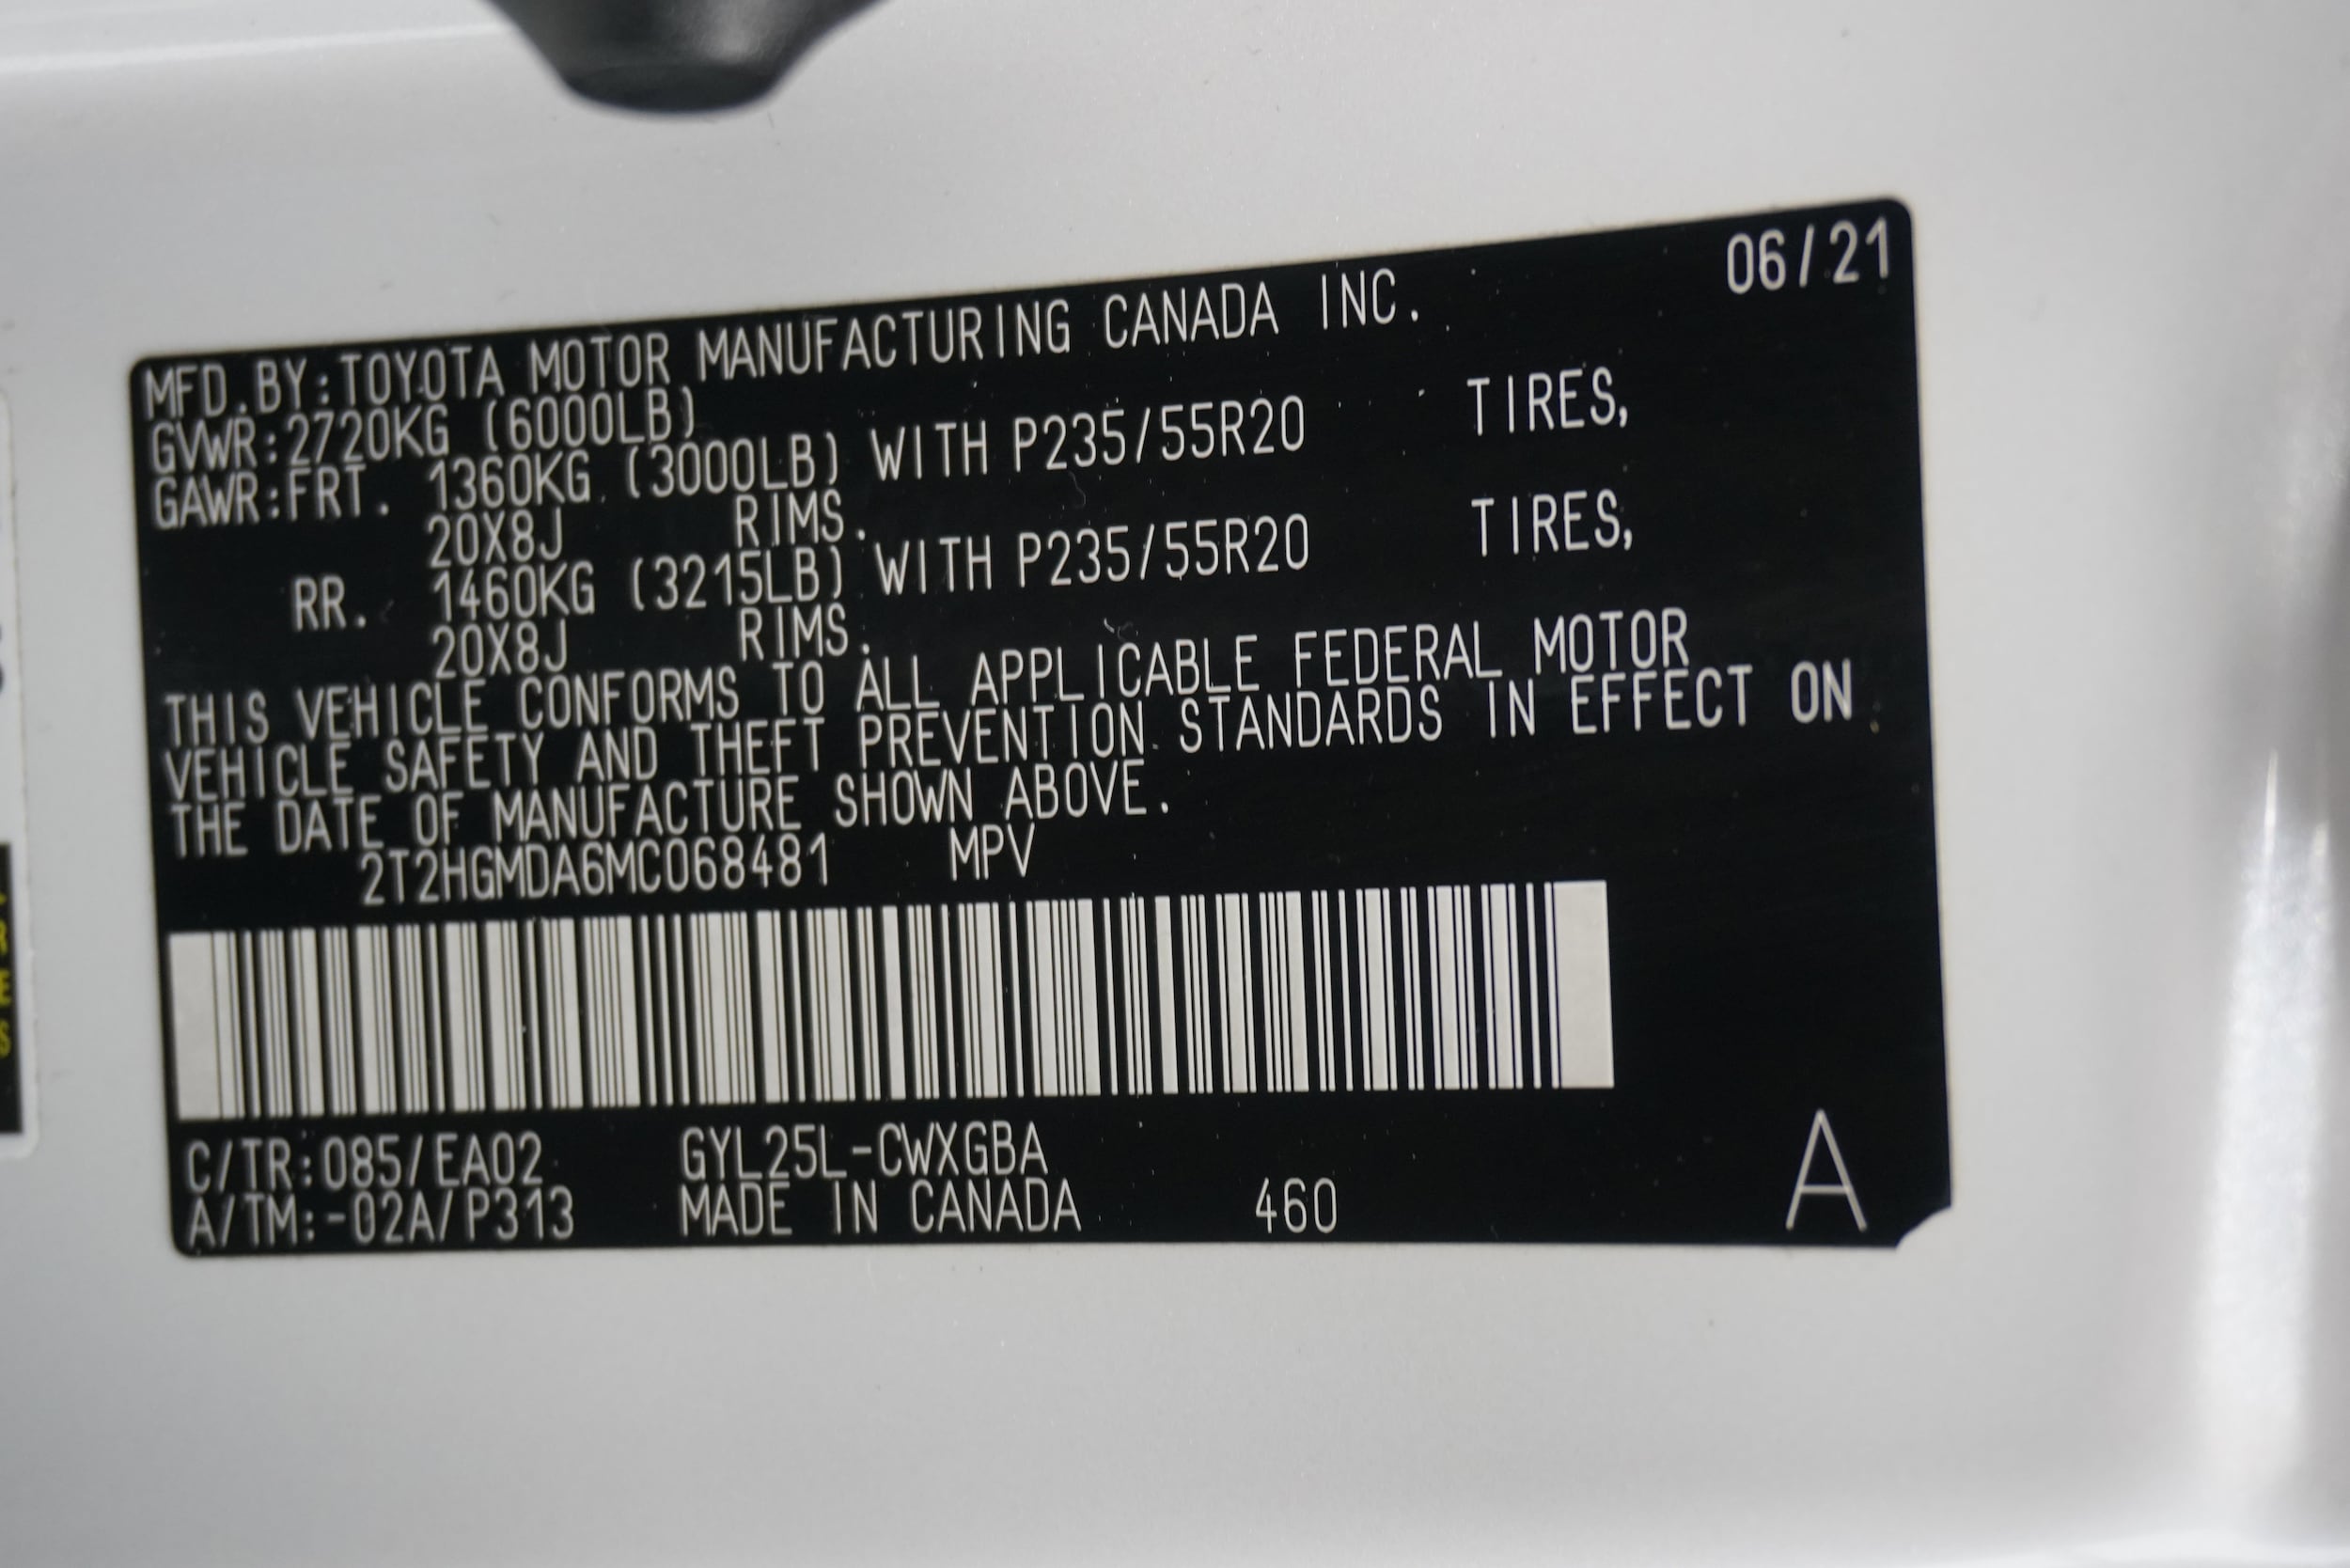 06/21
MFD.BY:TOYOTA MOTOR MANUFACTURING CANADA INC.
GVWR:2720KG (6000LB)
GAWR:FRT. 1360KG (3000LB) WITH P235/55R20 TIRES,
20X8J RIMS.
RR. 1460KG (3215LB) WITH P235/55R20 TIRES,
20X8J RIMS.
THIS VEHICLE CONFORMS TO ALL APPLICABLE FEDERAL MOTOR
VEHICLE SAFETY AND THEFT PREVENTION STANDARDS IN EFFECT ON
THE DATE OF MANUFACTURE SHOWN ABOVE.
2T2HGMDA6MC068481 MPV
C/TR:085/EA02 GYL25L-CWXGBA
A/TM:-02A/P313 MADE IN CANADA 460 A